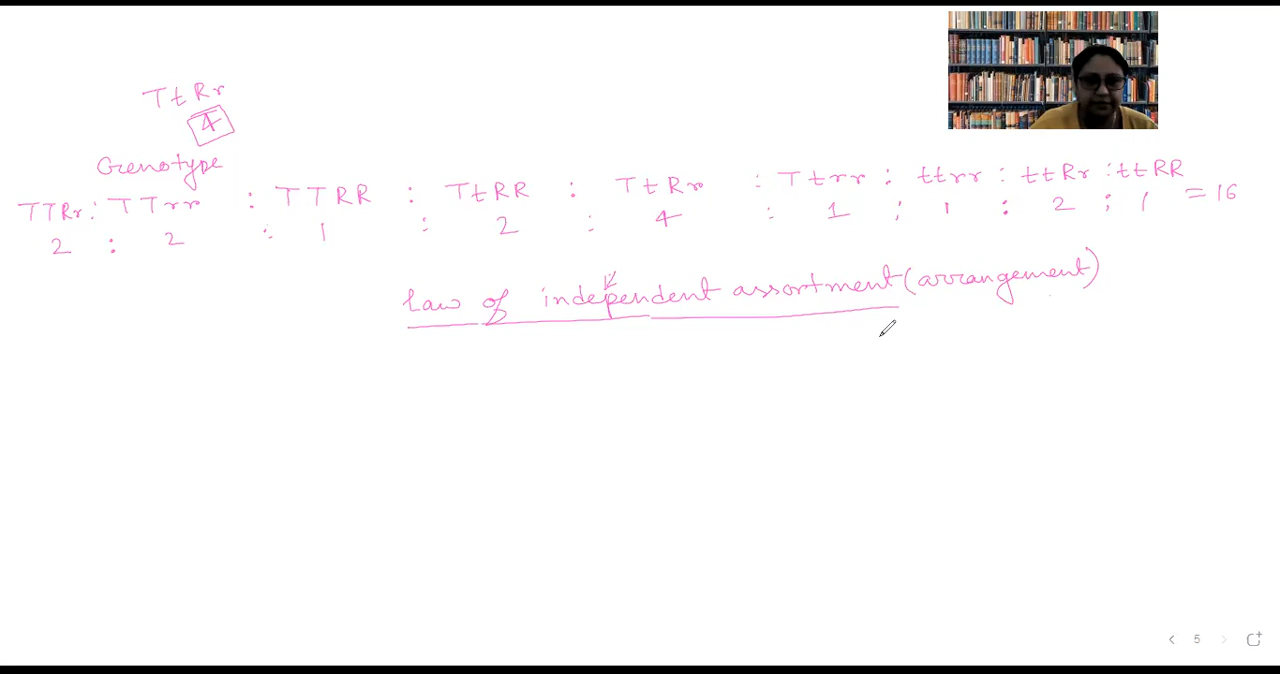 TtRr
4
Genotype
TTRr : TTrr : TTRR : TtRR : TtRr : Ttrr : ttrr : ttRr : ttRR
2 : 2 : 1 : 2 : 4 : 1 ; 1 : 2 ; 1 = 16
law of independent assortment (arrangement)
5